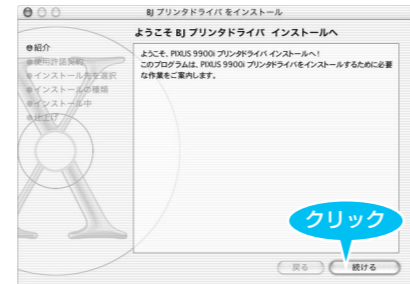 BJ プリンタドライバ をインストール
ようこそ BJ プリンタドライバ インストールへ
紹介
使用許諾契約
インストール先を選択
インストールの種類
インストール中
仕上げ
ようこそ、PIXUS 9900i プリンタドライバ インストールへ!
このプログラムは、PIXUS 9900i プリンタドライバをインストールするために必要
な作業をご案内します。
クリック
戻る
続ける